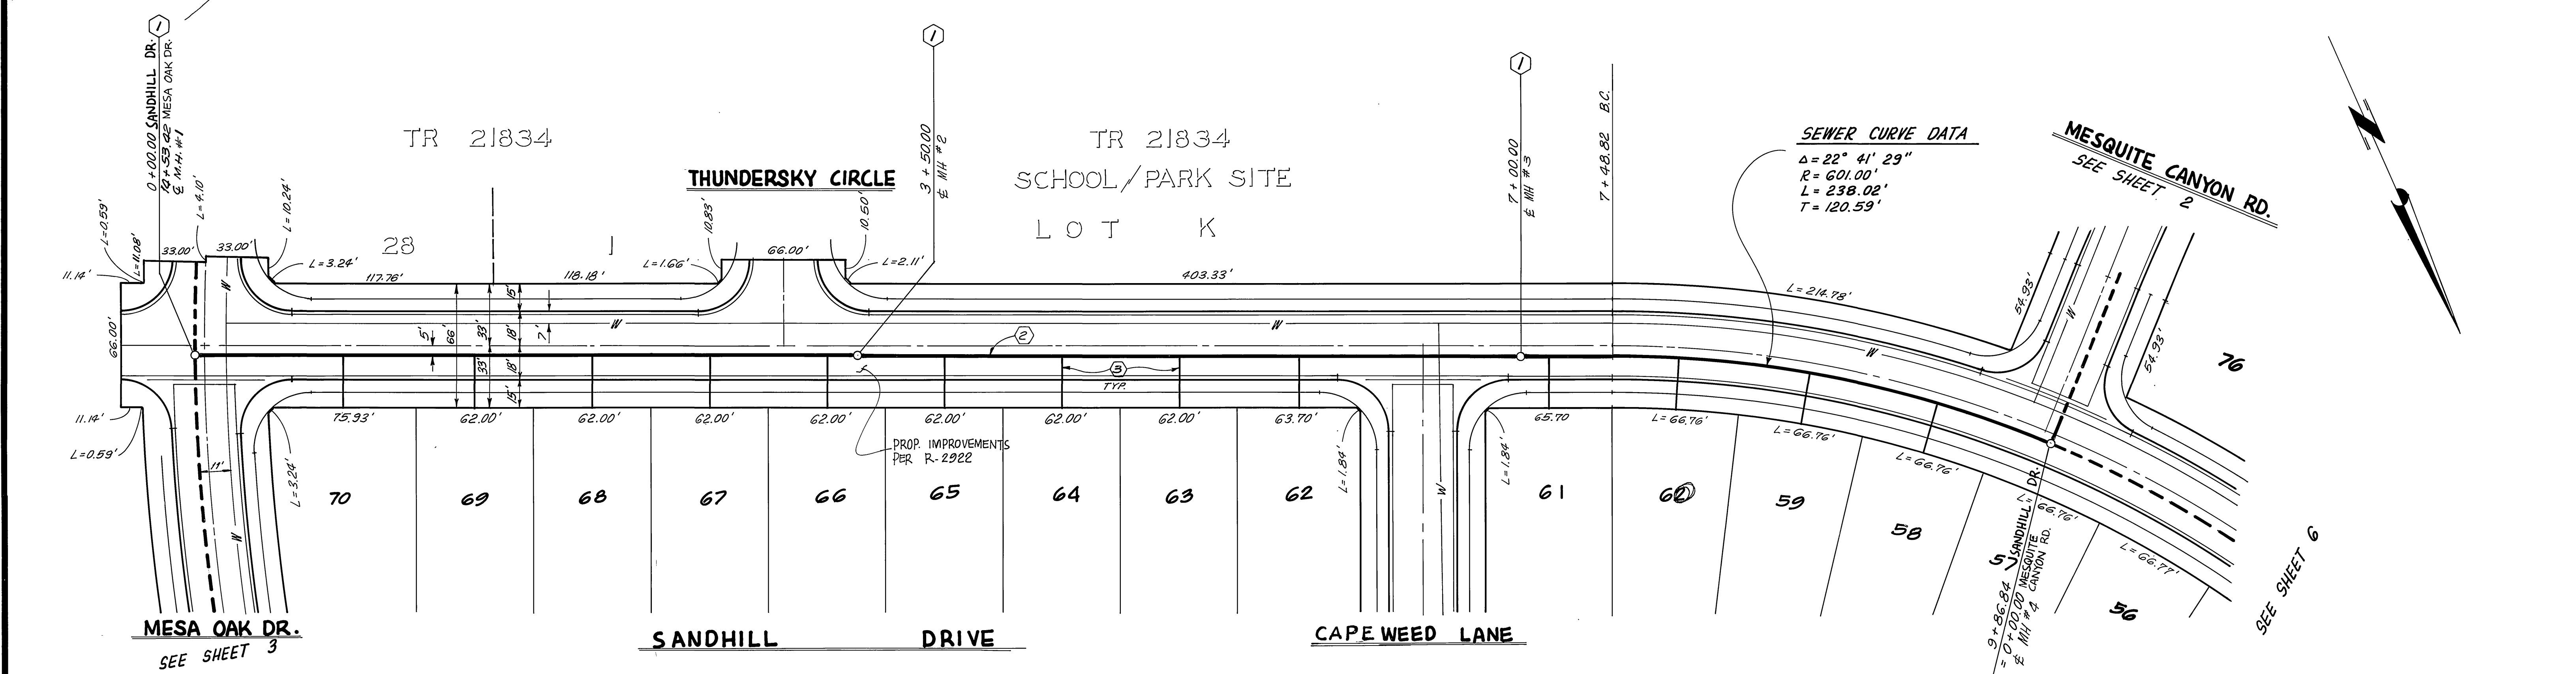 1
0+00.00 SANDHILL DR.
19+53.42 MESA OAK DR.
℄ M.H. #1
L=0.59'
L=11.08'
11.14'
33.00'
L=4.10'
33.00'
L=10.24'
L=3.24'
TR 21834
28
1
117.76'
118.18'
THUNDERSKY CIRCLE
10.83'
66.00'
10.50'
L=1.66'
L=2.11'
1
3+50.00
℄ MH #2
TR 21834
SCHOOL/PARK SITE
LOT K
403.33'
1
7+00.00
℄ MH #3
7+48.82 B.C.
SEWER CURVE DATA
Δ=22° 41' 29"
R = 601.00'
L = 238.02'
T = 120.59'
MESQUITE CANYON RD.
SEE SHEET 2
L=214.78'
54.93'
54.93'
76
66.00'
W
5'
66'
33'
33'
15'
18'
18'
15'
7'
W
2
W
W
W
3
TYP.
11.14'
L=0.59'
11'
W
L=3.24'
75.93'
62.00'
62.00'
62.00'
62.00'
62.00'
62.00'
62.00'
63.70'
L=1.84'
W
L=1.84'
65.70
L=66.76'
L=66.76'
L=66.76'
66.76'
L=66.77'
PROP. IMPROVEMENTS
PER R-2922
70
69
68
67
66
65
64
63
62
61
60
59
58
57
56
9+86.84 SANDHILL DR.
= 0+00.00 MESQUITE CANYON RD.
℄ MH #4
SEE SHEET 6
MESA OAK DR.
SEE SHEET 3
SANDHILL DRIVE
CAPE WEED LANE